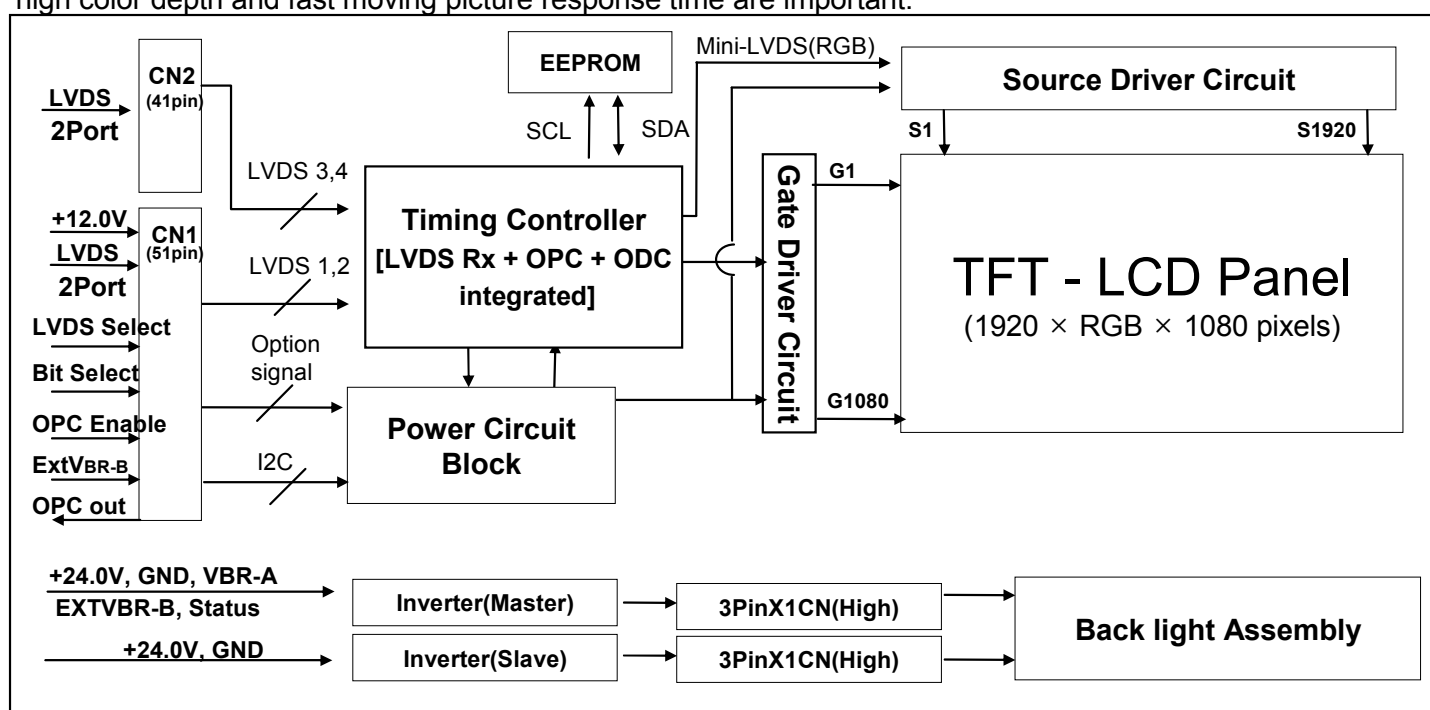 high color depth and fast moving picture response time are important.
CN2
(41pin)
LVDS
2Port
EEPROM
SCL
SDA
Mini-LVDS(RGB)
Source Driver Circuit
S1
S1920
LVDS 3,4
Timing Controller
[LVDS Rx + OPC + ODC
integrated]
Gate Driver Circuit
G1
G1080
TFT - LCD Panel
(1920 × RGB × 1080 pixels)
+12.0V
CN1
(51pin)
LVDS
2Port
LVDS 1,2
LVDS Select
Bit Select
OPC Enable
ExtVBR-B
OPC out
Option
signal
I2C
Power Circuit
Block
+24.0V, GND, VBR-A
EXTVBR-B, Status
Inverter(Master)
3PinX1CN(High)
Back light Assembly
+24.0V, GND
Inverter(Slave)
3PinX1CN(High)